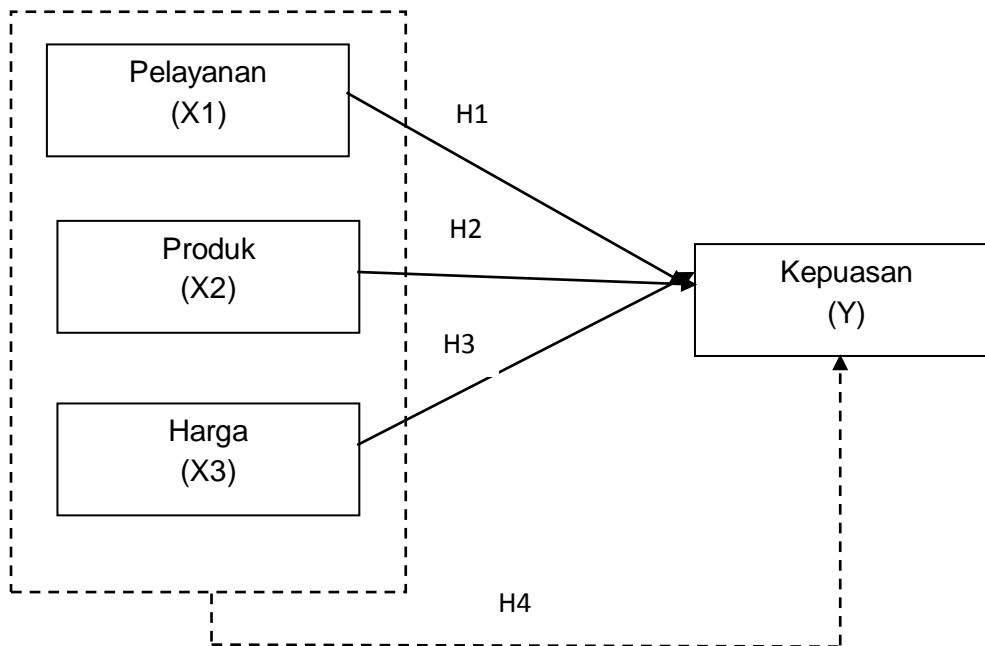 Pelayanan
(X1)
H1
Produk
(X2)
H2
Kepuasan
(Y)
H3
Harga
(X3)
H4